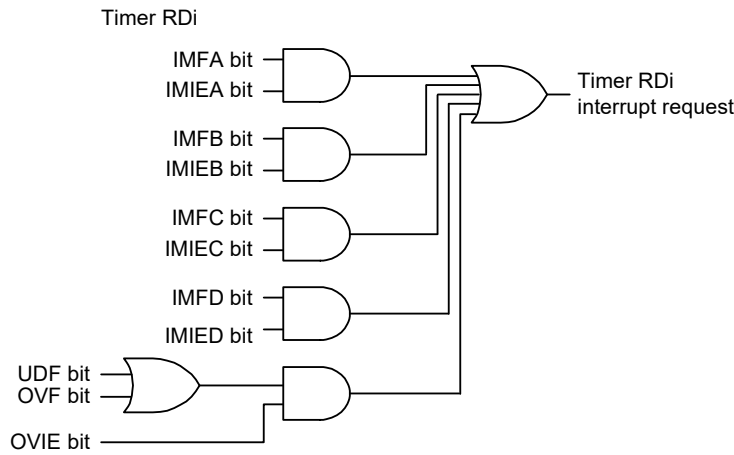 Timer RDi
IMFA bit
IMIEA bit
Timer RDi
interrupt request
IMFB bit
IMIEB bit
IMFC bit
IMIEC bit
IMFD bit
IMIED bit
UDF bit
OVF bit
OVIE bit